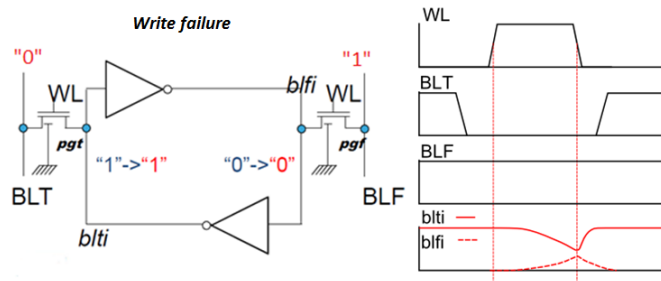 Write failure
"0"
"1"
WL
blfi
WL
pgt
pgf
“1”->“1”
“0”->“0”
BLT
BLF
blti
WL
BLT
BLF
blti
blfi